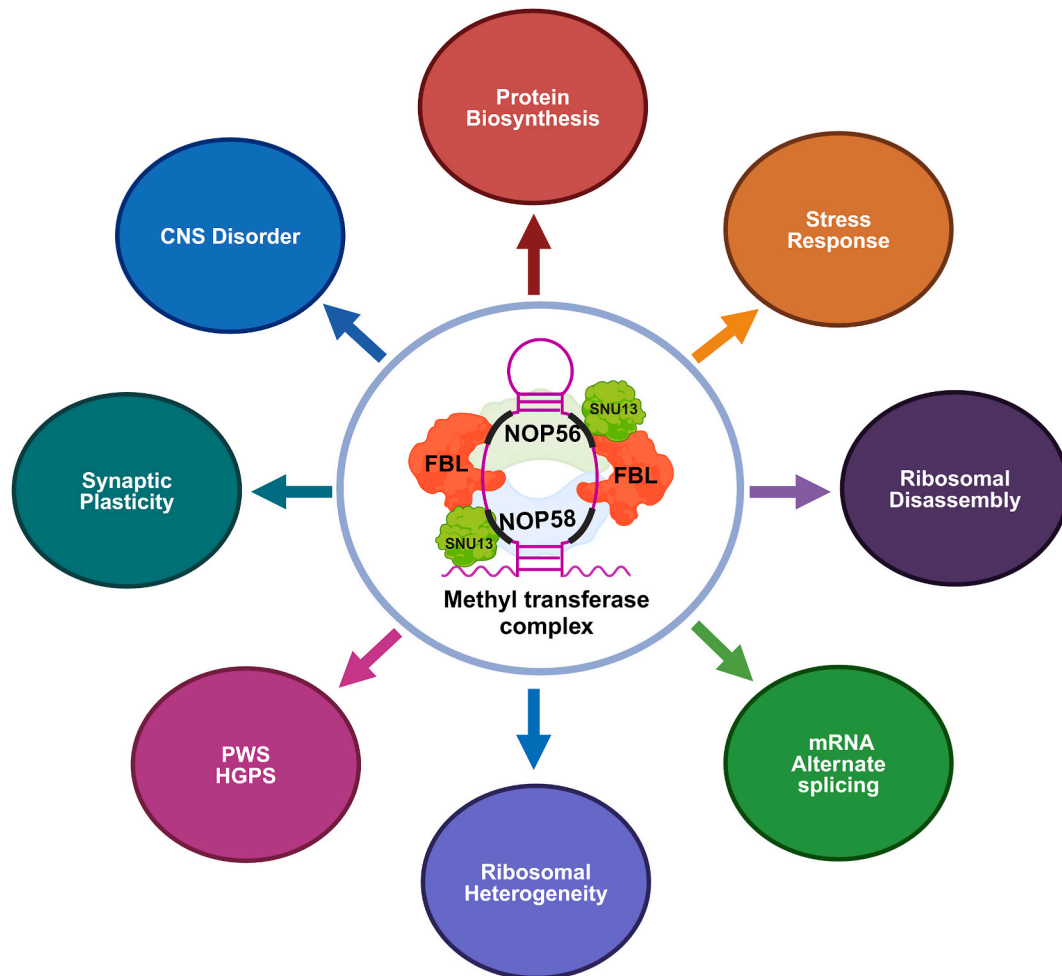 Protein
Biosynthesis
Stress
Response
CNS Disorder
SNU13
NOP56
FBL
FBL
Synaptic
Plasticity
Ribosomal
Disassembly
NOP58
SNU13
Methyl transferase
complex
PWS
HGPS
mRNA
Alternate
splicing
Ribosomal
Heterogeneity